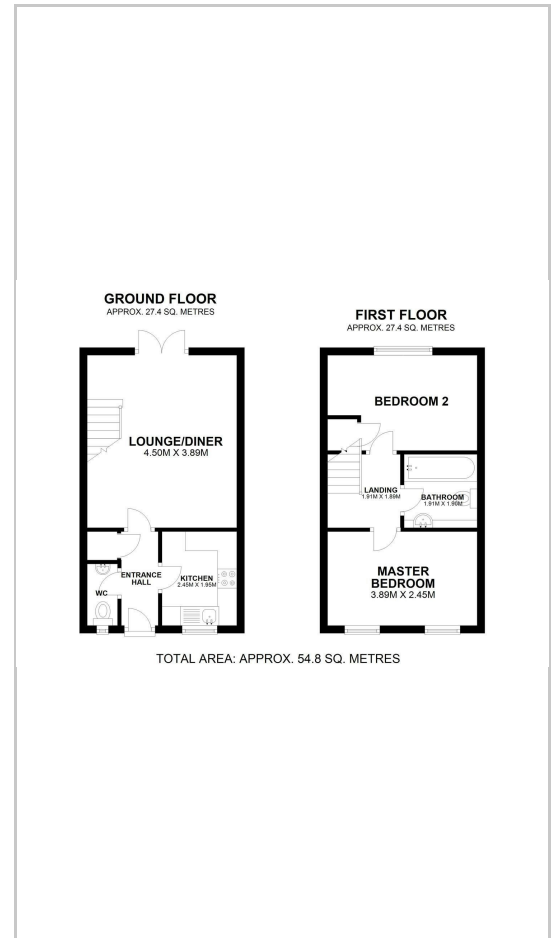 GROUND FLOOR
APPROX. 27.4 SQ. METRES
LOUNGE/DINER
4.50M X 3.89M
ENTRANCE
HALL
KITCHEN
2.45M X 1.95M
WC
FIRST FLOOR
APPROX. 27.4 SQ. METRES
BEDROOM 2
LANDING
1.91M X 1.89M
BATHROOM
1.91M X 1.90M
MASTER
BEDROOM
3.89M X 2.45M
TOTAL AREA: APPROX. 54.8 SQ. METRES